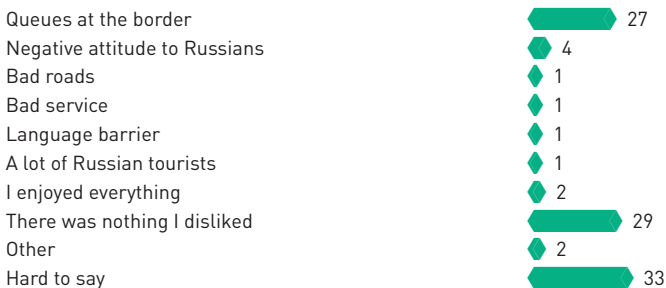 Queues at the border 27
Negative attitude to Russians 4
Bad roads 1
Bad service 1
Language barrier 1
A lot of Russian tourists 1
I enjoyed everything 2
There was nothing I disliked 29
Other 2
Hard to say 33